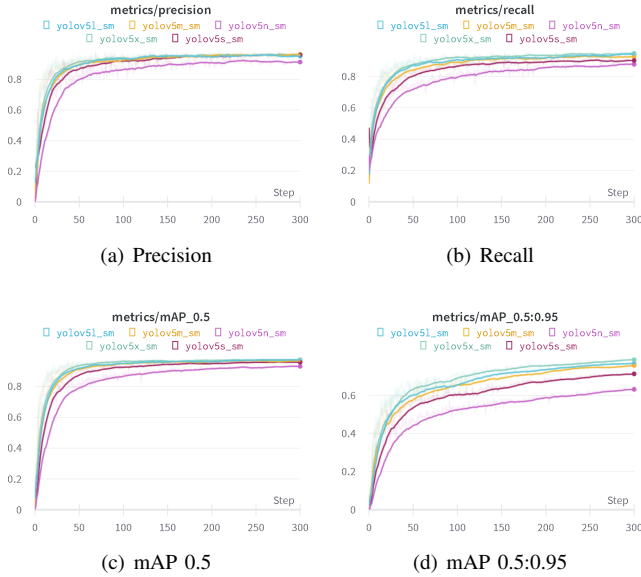 metrics/precision
yolov5l_sm yolov5m_sm yolov5n_sm
yolov5x_sm yolov5s_sm
0.8
0.6
0.4
0.2
0
Step
0 50 100 150 200 250 300
(a) Precision
metrics/recall
yolov5l_sm yolov5m_sm yolov5n_sm
yolov5x_sm yolov5s_sm
0.8
0.6
0.4
0.2
0
Step
0 50 100 150 200 250 300
(b) Recall
metrics/mAP_0.5
yolov5l_sm yolov5m_sm yolov5n_sm
yolov5x_sm yolov5s_sm
0.8
0.6
0.4
0.2
0
Step
0 50 100 150 200 250 300
(c) mAP 0.5
metrics/mAP_0.5:0.95
yolov5l_sm yolov5m_sm yolov5n_sm
yolov5x_sm yolov5s_sm
0.6
0.4
0.2
0
Step
0 50 100 150 200 250 300
(d) mAP 0.5:0.95